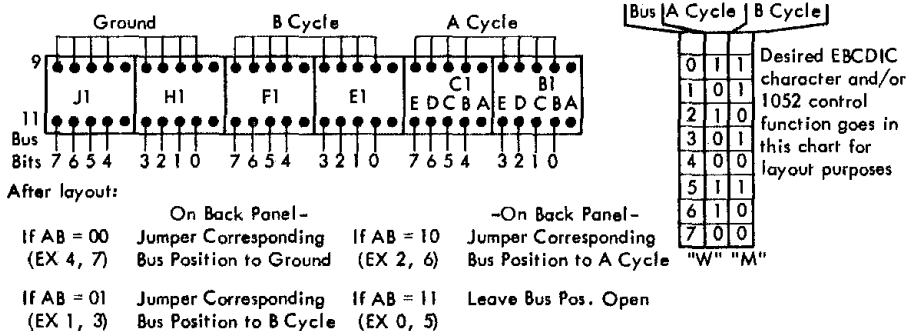 Ground B Cycle A Cycle
Bus A Cycle B Cycle
9
J1 H1 F1 E1 C1 B1
E D C B A E D C B A
11
Bus
Bits 7 6 5 4 3 2 1 0 7 6 5 4 3 2 1 0 7 6 5 4 3 2 1 0
0 1 1
1 0 1
2 1 0
3 0 1
4 0 0
5 1 1
6 1 0
7 0 0
"W" "M"
Desired EBCDIC
character and/or
1052 control
function goes in
this chart for
layout purposes
After layout:
On Back Panel- -On Back Panel-
If AB = 00 Jumper Corresponding If AB = 10 Jumper Corresponding
(EX 4, 7) Bus Position to Ground (EX 2, 6) Bus Position to A Cycle
If AB = 01 Jumper Corresponding If AB = 11 Leave Bus Pos. Open
(EX 1, 3) Bus Position to B Cycle (EX 0, 5)